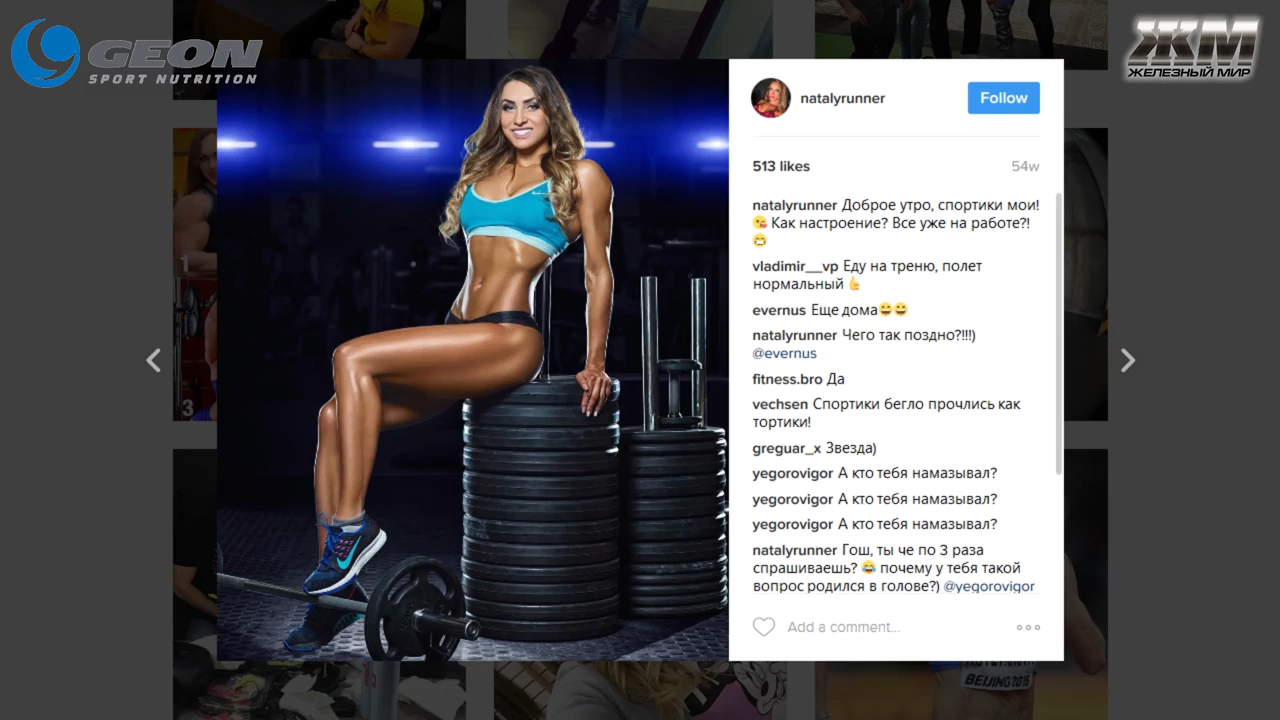 GEON
SPORT NUTRITION
ЖМ
ЖЕЛЕЗНЫЙ МИР
natalyrunner
Follow
513 likes
54w
natalyrunner Доброе утро, спортики мои!
😘 Как настроение? Все уже на работе?!
😁
vladimir__vp Еду на треню, полет
нормальный 👍
evernus Еще дома😄😄
natalyrunner Чего так поздно?!!!)
@evernus
fitness.bro Да
vechsen Спортики бегло прочлись как
тортики!
greguar_x Звезда)
yegorovigor А кто тебя намазывал?
yegorovigor А кто тебя намазывал?
yegorovigor А кто тебя намазывал?
natalyrunner Гош, ты че по 3 раза
спрашиваешь? 😂 почему у тебя такой
вопрос родился в голове?) @yegorovigor
Add a comment...
1
3
BEIJING 2015